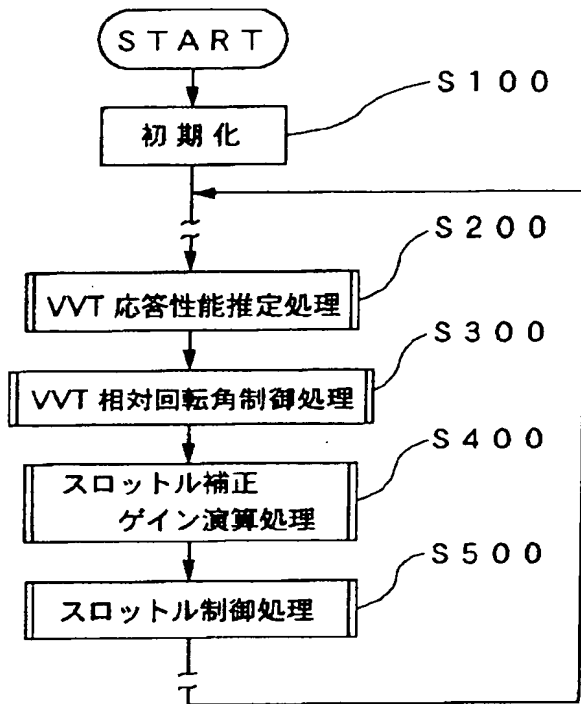 START
S100
初期化
S200
VVT 応答性能推定処理
S300
VVT 相対回転角制御処理
S400
スロットル補正
ゲイン演算処理
S500
スロットル制御処理